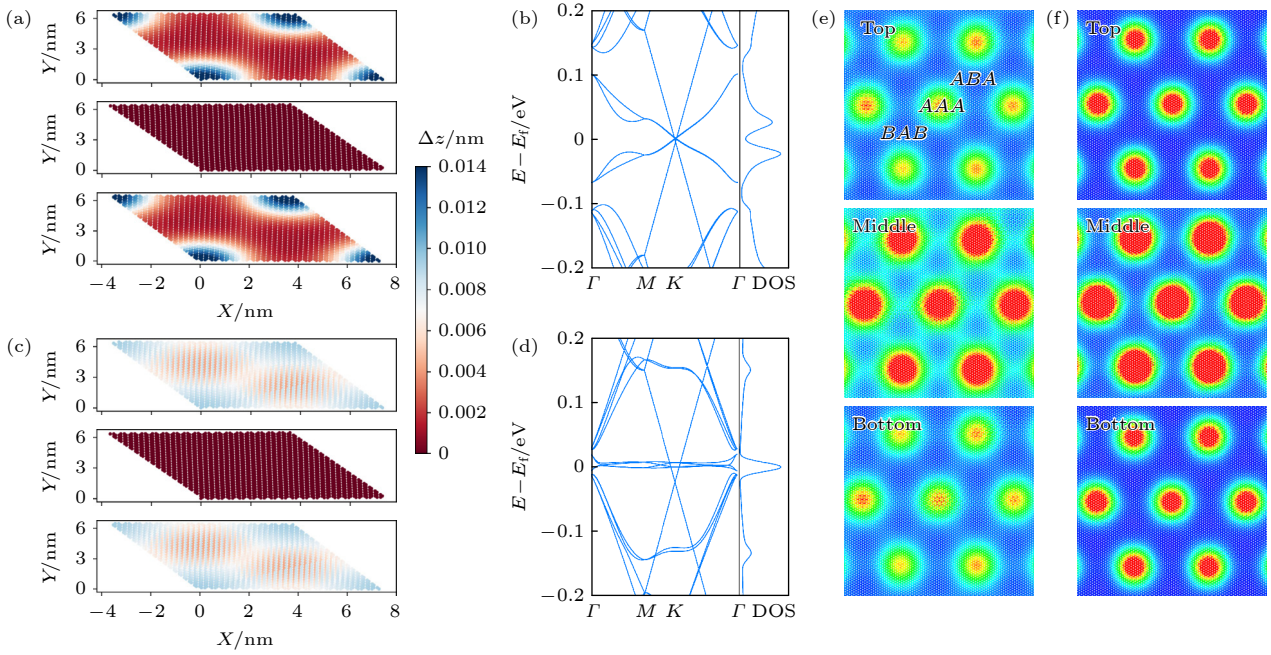 (a)
Y/nm
6
3
0
Y/nm
6
3
0
Y/nm
6
3
0
−4 −2 0 2 4 6 8
X/nm
Δz/nm
0.014
0.012
0.010
0.008
0.006
0.004
0.002
0
(b)
E−E_f/eV
0.2
0.1
0
−0.1
−0.2
Γ M K Γ DOS
(c)
Y/nm
6
3
0
Y/nm
6
3
0
Y/nm
6
3
0
−4 −2 0 2 4 6 8
X/nm
(d)
E−E_f/eV
0.2
0.1
0
−0.1
−0.2
Γ M K Γ DOS
(e)
Top
ABA
AAA
BAB
Middle
Bottom
(f)
Top
Middle
Bottom